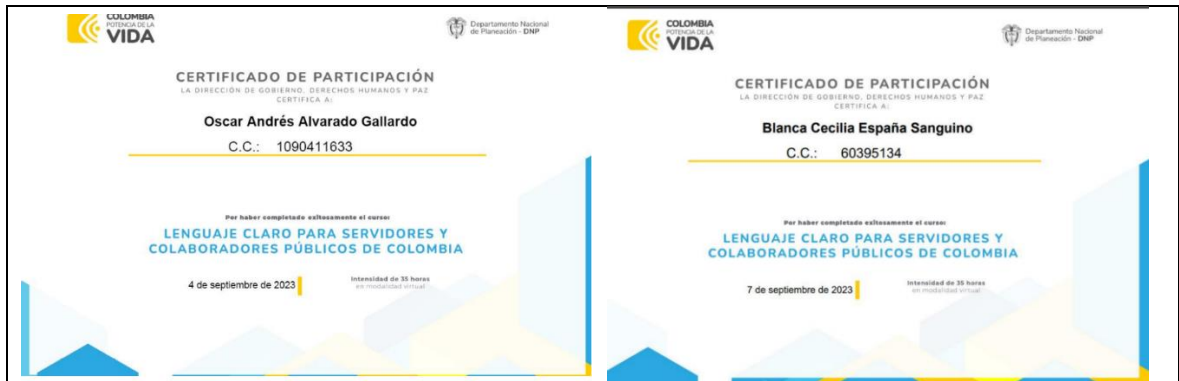 COLOMBIA
POTENCIA DE LA
VIDA
Departamento Nacional
de Planeación - DNP
CERTIFICADO DE PARTICIPACIÓN
LA DIRECCIÓN DE GOBIERNO, DERECHOS HUMANOS Y PAZ
CERTIFICA A:
Oscar Andrés Alvarado Gallardo
C.C.: 1090411633
Por haber completado exitosamente el curso:
LENGUAJE CLARO PARA SERVIDORES Y
COLABORADORES PÚBLICOS DE COLOMBIA
4 de septiembre de 2023
Intensidad de 35 horas
en modalidad virtual
COLOMBIA
POTENCIA DE LA
VIDA
Departamento Nacional
de Planeación - DNP
CERTIFICADO DE PARTICIPACIÓN
LA DIRECCIÓN DE GOBIERNO, DERECHOS HUMANOS Y PAZ
CERTIFICA A:
Blanca Cecilia España Sanguino
C.C.: 60395134
Por haber completado exitosamente el curso:
LENGUAJE CLARO PARA SERVIDORES Y
COLABORADORES PÚBLICOS DE COLOMBIA
7 de septiembre de 2023
Intensidad de 35 horas
en modalidad virtual